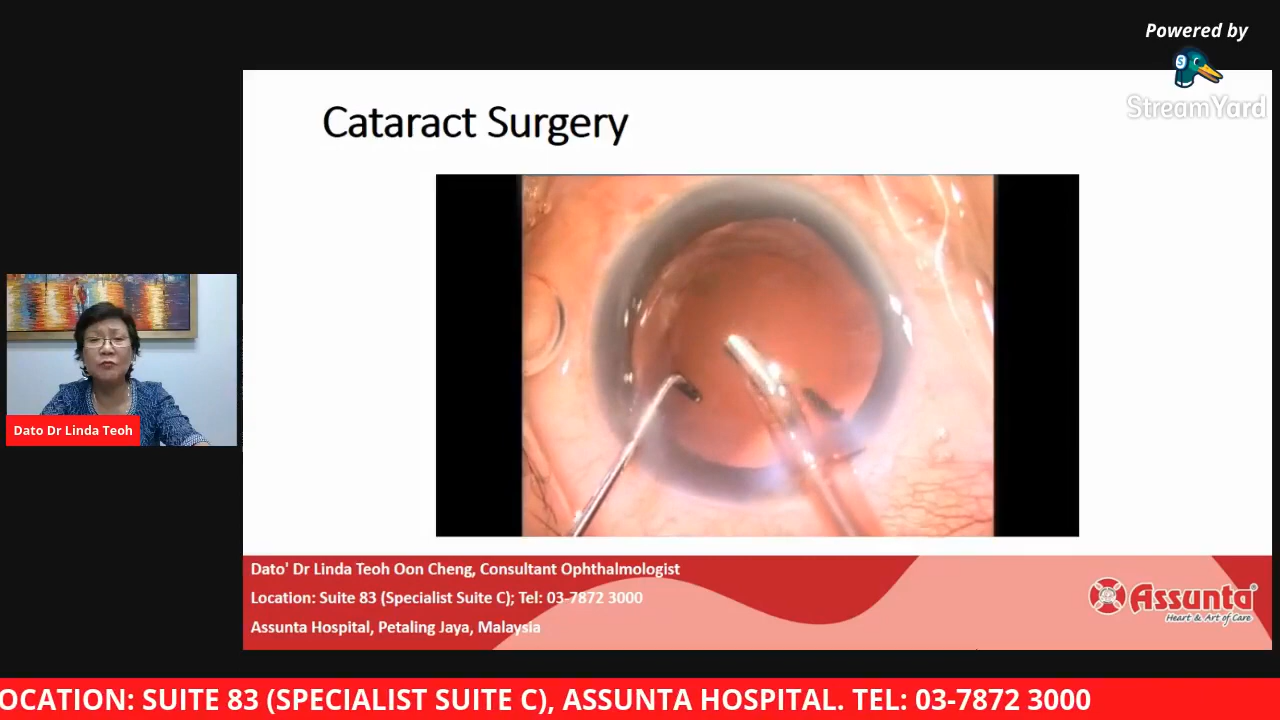 Powered by
S
StreamYard
Cataract Surgery
Dato Dr Linda Teoh
Dato' Dr Linda Teoh Oon Cheng, Consultant Ophthalmologist
Location: Suite 83 (Specialist Suite C); Tel: 03-7872 3000
Assunta Hospital, Petaling Jaya, Malaysia
Assunta®
Heart & Art of Care
OCATION: SUITE 83 (SPECIALIST SUITE C), ASSUNTA HOSPITAL. TEL: 03-7872 3000